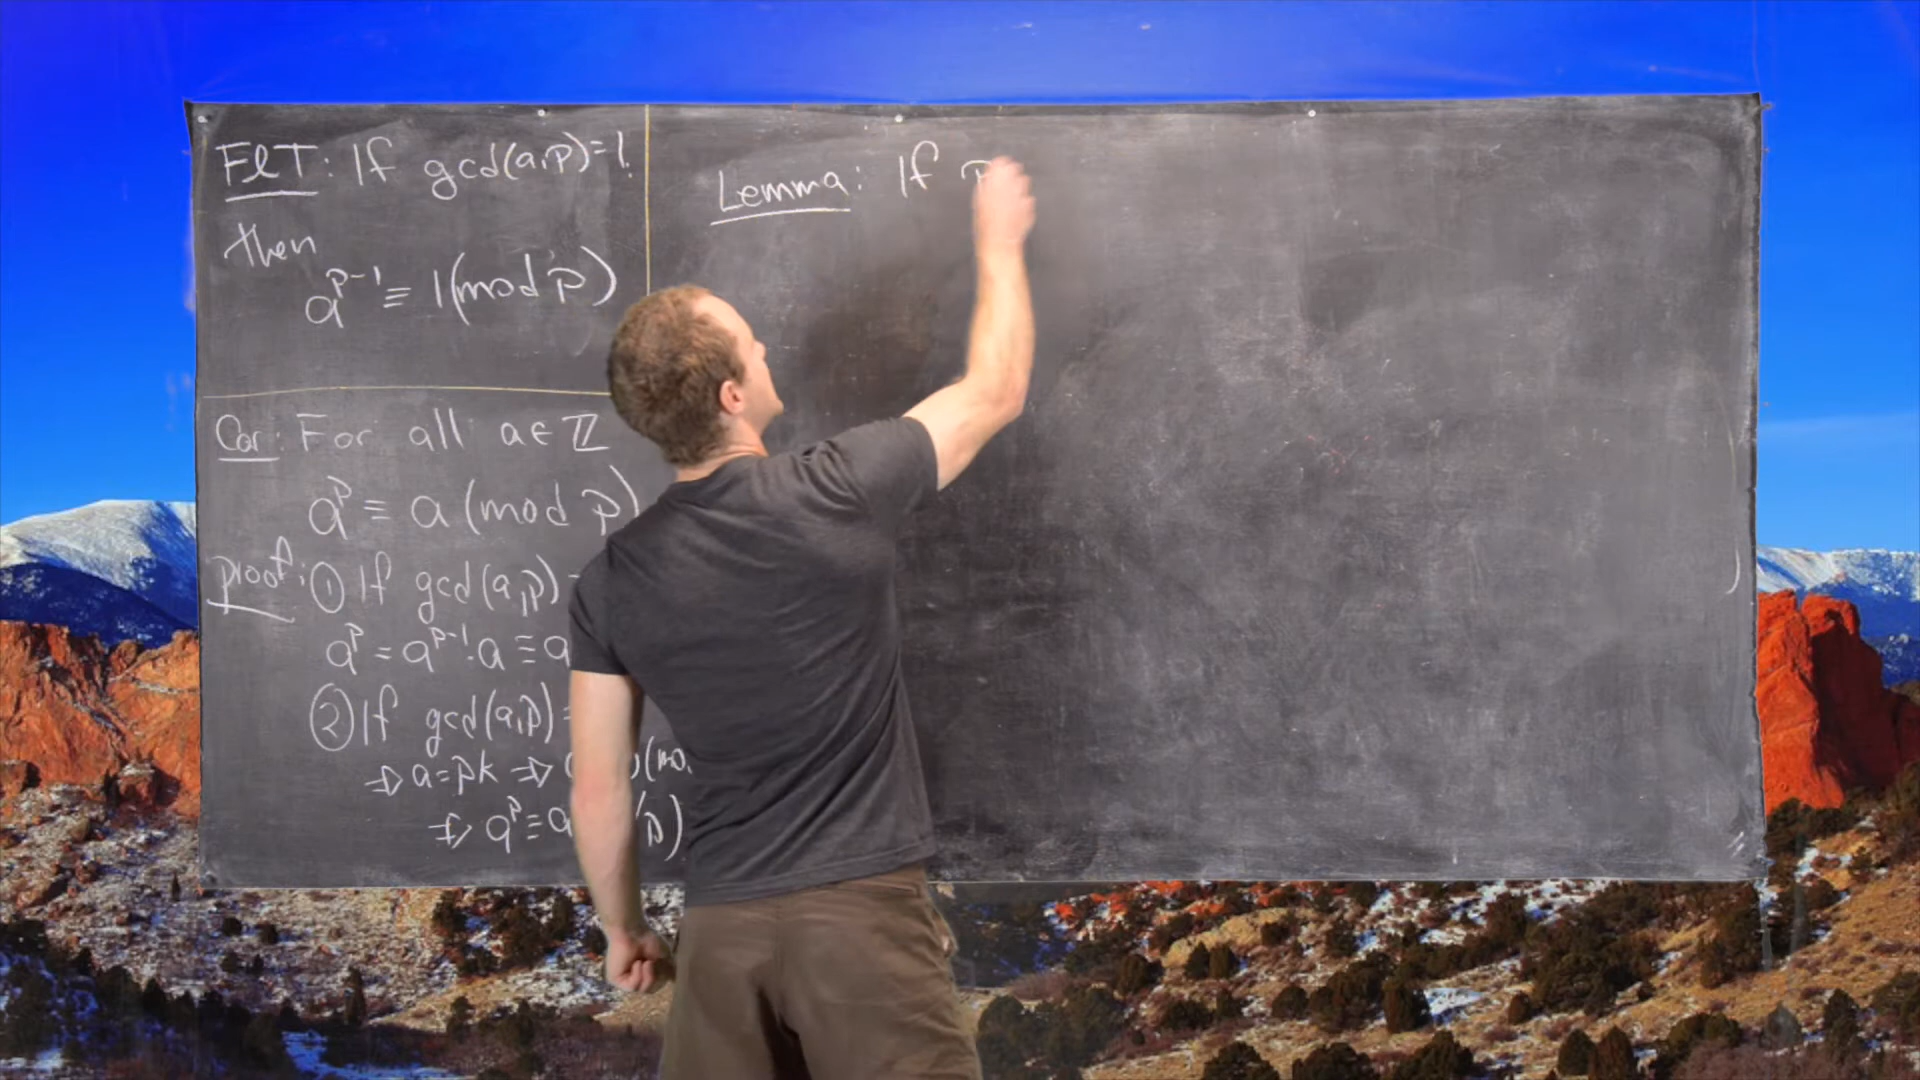 FlT: If gcd(a,p)=1.
then
a^{p-1} ≡ 1(mod p)
Cor: For all a∈ℤ
a^p ≡ a (mod p)
proof: ① If gcd(a,p)
a^p = a^{p-1}·a ≡ a
② If gcd(a,p) =
⇒ a=pk ⇒
⇒ a^p ≡ a p)
Lemma: If p